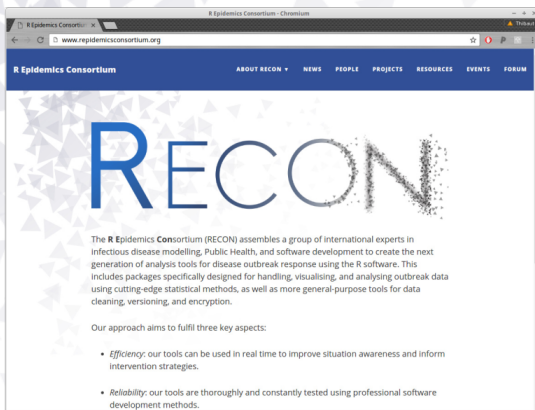 R Epidemics Consortium - Chromium
R Epidemics Consortiu
Thibaut
www.repidemicsconsortium.org
R Epidemics Consortium
ABOUT RECON ▾ NEWS PEOPLE PROJECTS RESOURCES EVENTS FORUM
RECON
The R Epidemics Consortium (RECON) assembles a group of international experts in
infectious disease modelling, Public Health, and software development to create the next
generation of analysis tools for disease outbreak response using the R software. This
includes packages specifically designed for handling, visualising, and analysing outbreak data
using cutting-edge statistical methods, as well as more general-purpose tools for data
cleaning, versioning, and encryption.
Our approach aims to fulfil three key aspects:
• Efficiency: our tools can be used in real time to improve situation awareness and inform
intervention strategies.
• Reliability: our tools are thoroughly and constantly tested using professional software
development methods.